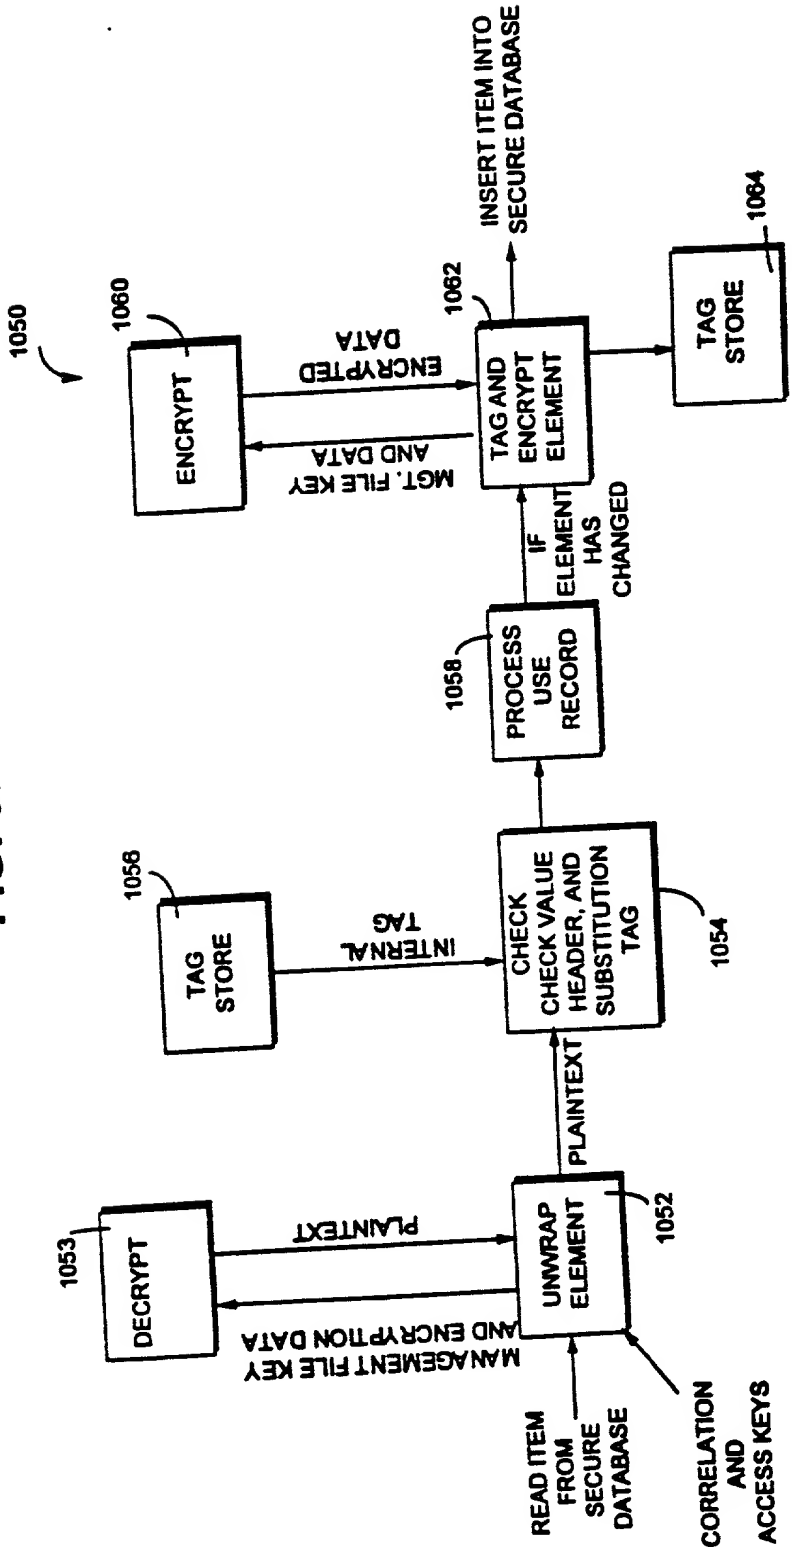 1050
1053
DECRYPT
MANAGEMENT FILE KEY
AND ENCRYPTION DATA
PLAINTEXT
READ ITEM
FROM
SECURE
DATABASE
CORRELATION
AND
ACCESS KEYS
UNWRAP
ELEMENT
1052
PLAINTEXT
1056
TAG
STORE
INTERNAL
TAG
CHECK
CHECK VALUE
HEADER, AND
SUBSTITUTION
TAG
1054
1058
PROCESS
USE
RECORD
IF
ELEMENT
HAS
CHANGED
1060
ENCRYPT
MGT. FILE KEY
AND DATA
ENCRYPTED
DATA
1062
TAG AND
ENCRYPT
ELEMENT
INSERT ITEM INTO
SECURE DATABASE
TAG
STORE
1064